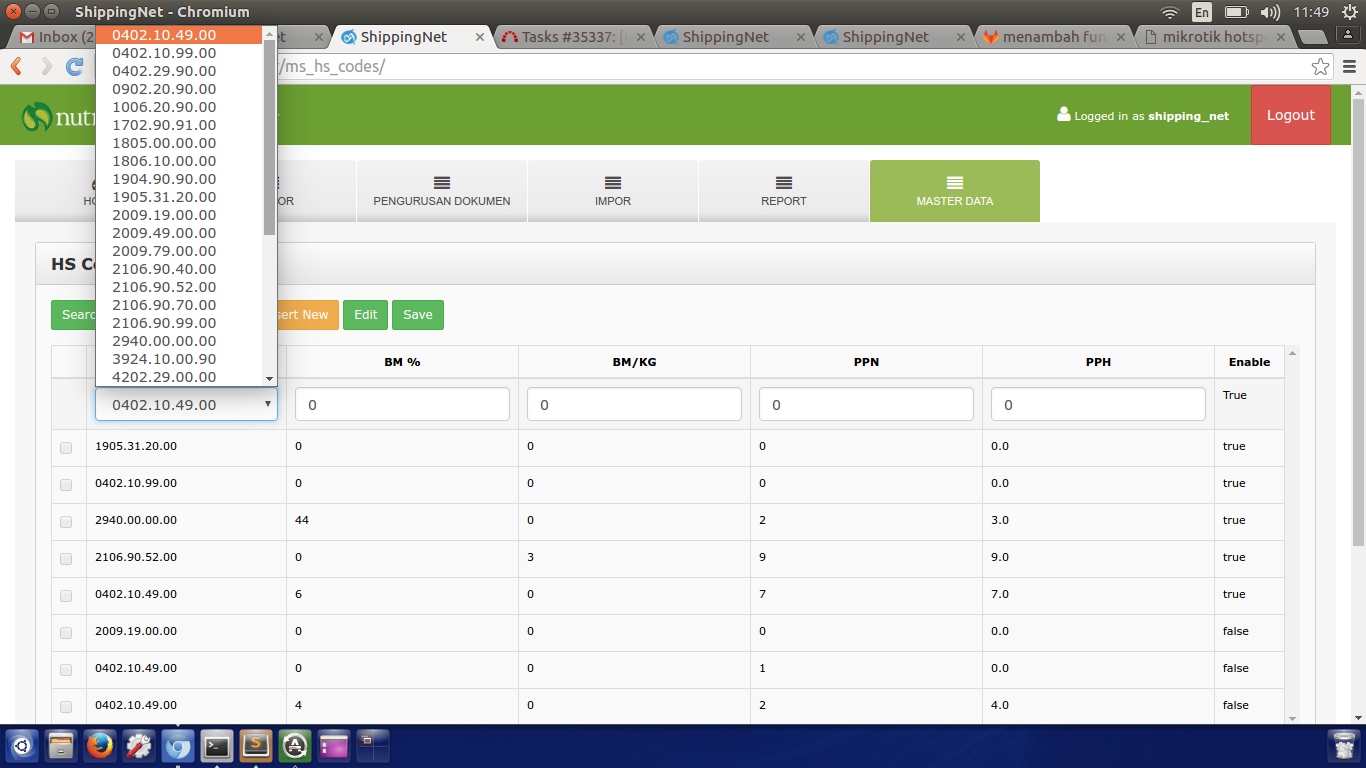 ShippingNet - Chromium
En
11:49
Inbox (2
ShippingNet
Tasks #35337: [
ShippingNet
ShippingNet
menambah fun
mikrotik hotsp
/ms_hs_codes/
nutr
Logged in as shipping_net
Logout
PENGURUSAN DOKUMEN
IMPOR
REPORT
MASTER DATA
0402.10.49.00
0402.10.99.00
0402.29.90.00
0902.20.90.00
1006.20.90.00
1702.90.91.00
1805.00.00.00
1806.10.00.00
1904.90.90.00
1905.31.20.00
2009.19.00.00
2009.49.00.00
2009.79.00.00
2106.90.40.00
2106.90.52.00
2106.90.70.00
2106.90.99.00
2940.00.00.00
3924.10.00.90
4202.29.00.00
HS Co
Searc
sert New
Edit
Save
BM % BM/KG PPN PPH Enable
0402.10.49.00 0 0 0 0 True
1905.31.20.00 0 0 0 0.0 true
0402.10.99.00 0 0 0 0.0 true
2940.00.00.00 44 0 2 3.0 true
2106.90.52.00 0 3 9 9.0 true
0402.10.49.00 6 0 7 7.0 true
2009.19.00.00 0 0 0 0.0 false
0402.10.49.00 0 0 1 0.0 false
0402.10.49.00 4 0 2 4.0 false